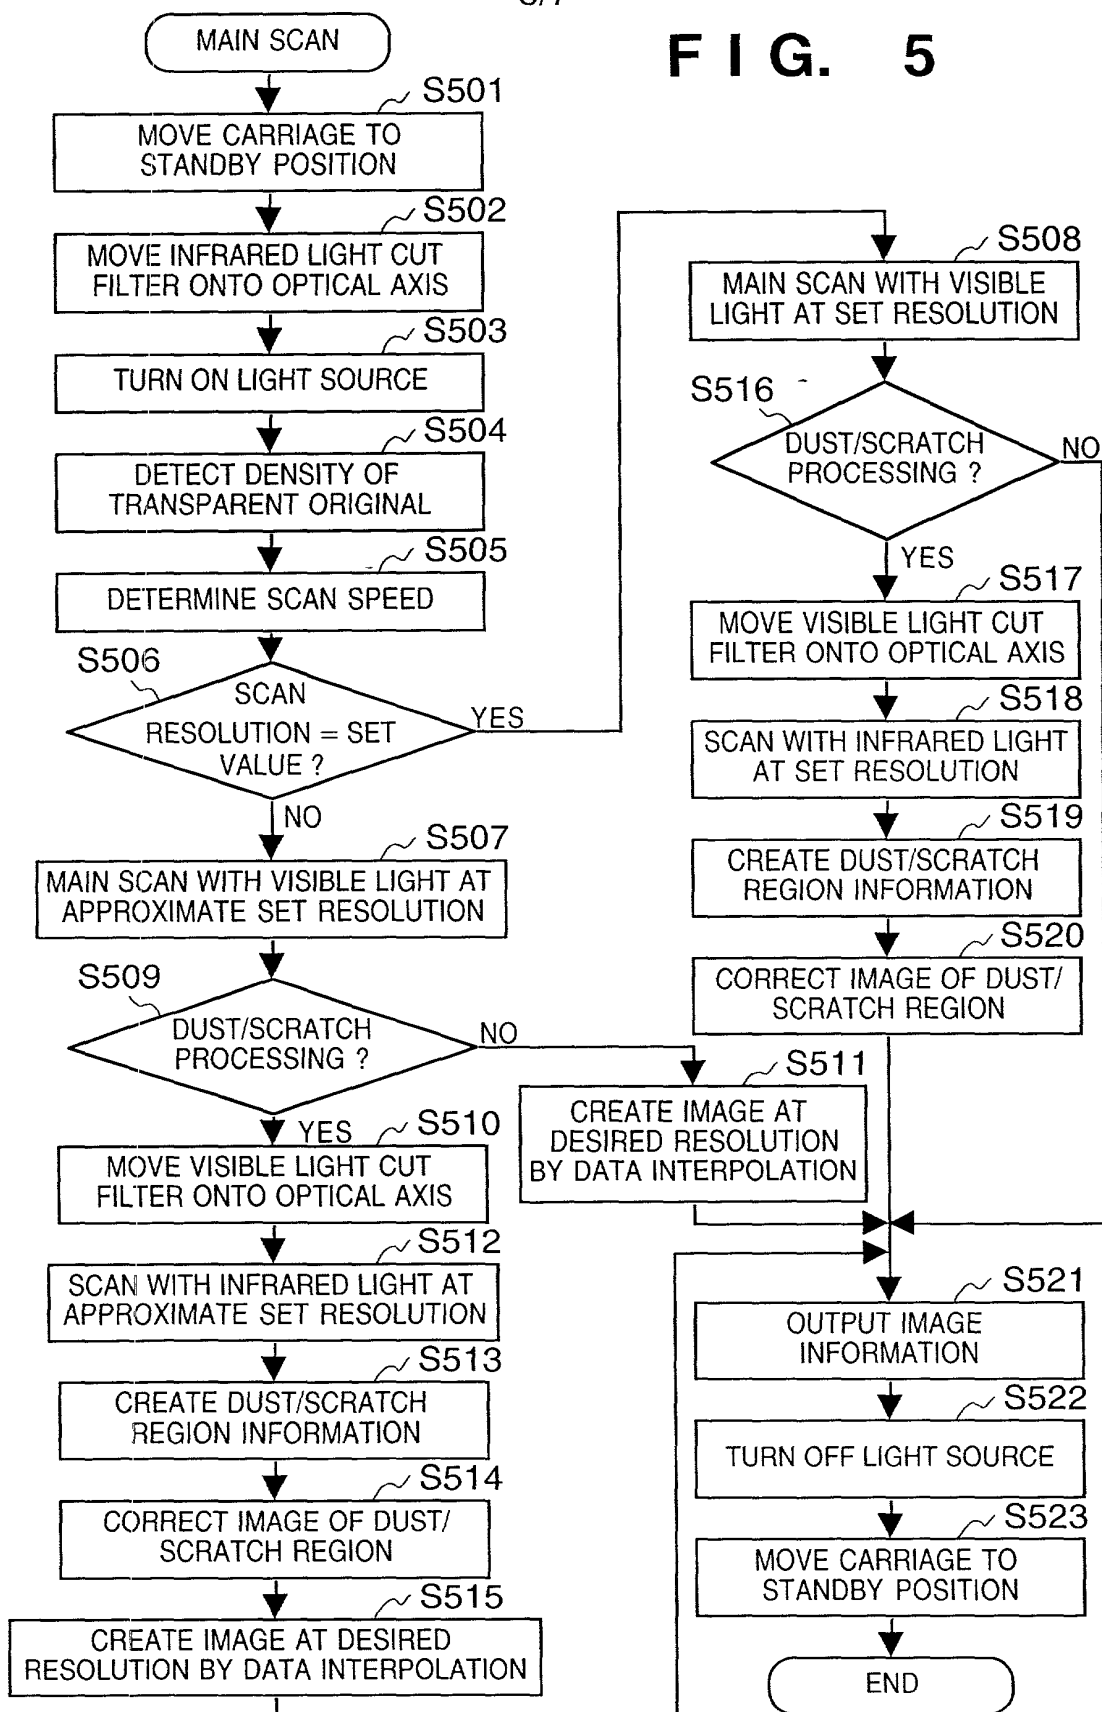 FIG. 5
MAIN SCAN
S501
MOVE CARRIAGE TO
STANDBY POSITION
S502
MOVE INFRARED LIGHT CUT
FILTER ONTO OPTICAL AXIS
S503
TURN ON LIGHT SOURCE
S504
DETECT DENSITY OF
TRANSPARENT ORIGINAL
S505
DETERMINE SCAN SPEED
S506
SCAN
RESOLUTION = SET
VALUE ?
YES
NO
S507
MAIN SCAN WITH VISIBLE LIGHT AT
APPROXIMATE SET RESOLUTION
S509
DUST/SCRATCH
PROCESSING ?
NO
YES
S510
MOVE VISIBLE LIGHT CUT
FILTER ONTO OPTICAL AXIS
S512
SCAN WITH INFRARED LIGHT AT
APPROXIMATE SET RESOLUTION
S513
CREATE DUST/SCRATCH
REGION INFORMATION
S514
CORRECT IMAGE OF DUST/
SCRATCH REGION
S515
CREATE IMAGE AT DESIRED
RESOLUTION BY DATA INTERPOLATION
S508
MAIN SCAN WITH VISIBLE
LIGHT AT SET RESOLUTION
S516
DUST/SCRATCH
PROCESSING ?
NO
YES
S517
MOVE VISIBLE LIGHT CUT
FILTER ONTO OPTICAL AXIS
S518
SCAN WITH INFRARED LIGHT
AT SET RESOLUTION
S519
CREATE DUST/SCRATCH
REGION INFORMATION
S520
CORRECT IMAGE OF DUST/
SCRATCH REGION
S511
CREATE IMAGE AT
DESIRED RESOLUTION
BY DATA INTERPOLATION
S521
OUTPUT IMAGE
INFORMATION
S522
TURN OFF LIGHT SOURCE
S523
MOVE CARRIAGE TO
STANDBY POSITION
END